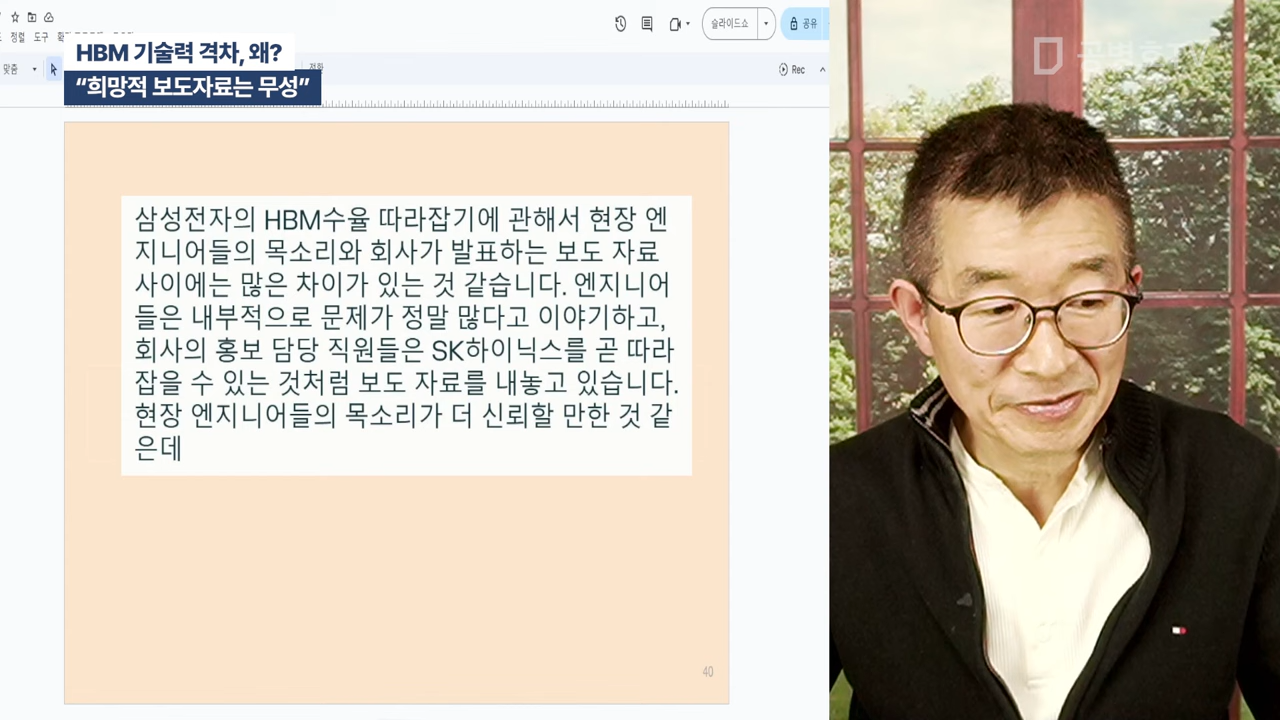 정렬 도구
슬라이드쇼
공유
맞춤
Rec
HBM 기술력 격차, 왜?
“희망적 보도자료는 무성”
삼성전자의 HBM수율 따라잡기에 관해서 현장 엔
지니어들의 목소리와 회사가 발표하는 보도 자료
사이에는 많은 차이가 있는 것 같습니다. 엔지니어
들은 내부적으로 문제가 정말 많다고 이야기하고,
회사의 홍보 담당 직원들은 SK하이닉스를 곧 따라
잡을 수 있는 것처럼 보도 자료를 내놓고 있습니다.
현장 엔지니어들의 목소리가 더 신뢰할 만한 것 같
은데
40